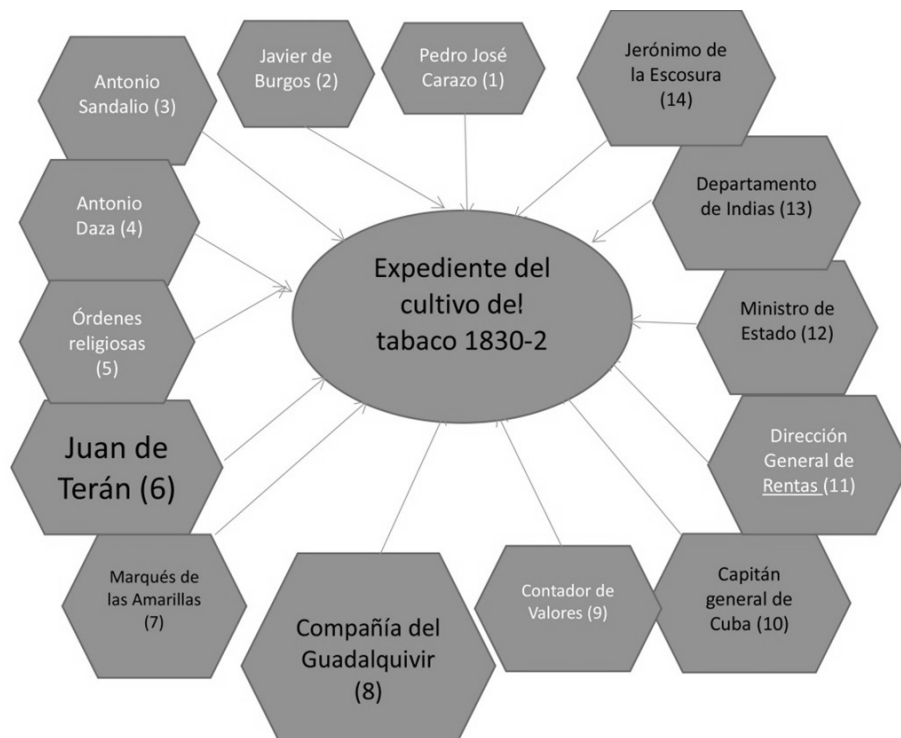 Pedro José
Carazo (1)
Javier de
Burgos (2)
Antonio
Sandalio (3)
Antonio
Daza (4)
Órdenes
religiosas
(5)
Juan de
Terán (6)
Marqués de
las Amarillas
(7)
Compañía del
Guadalquivir
(8)
Contador de
Valores (9)
Capitán
general de
Cuba (10)
Dirección
General de
Rentas (11)
Ministro de
Estado (12)
Departamento
de Indias (13)
Jerónimo de
la Escosura
(14)
Expediente del
cultivo de!
tabaco 1830-2